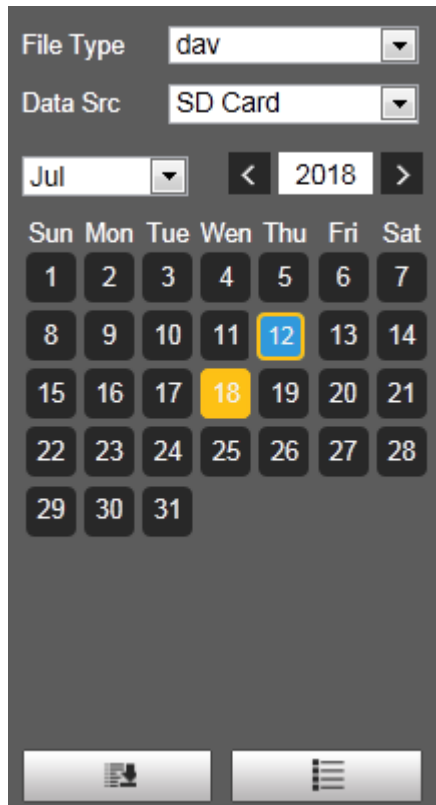 File Type dav
Data Src SD Card
Jul < 2018 >
Sun Mon Tue Wen Thu Fri Sat
1 2 3 4 5 6 7
8 9 10 11 12 13 14
15 16 17 18 19 20 21
22 23 24 25 26 27 28
29 30 31